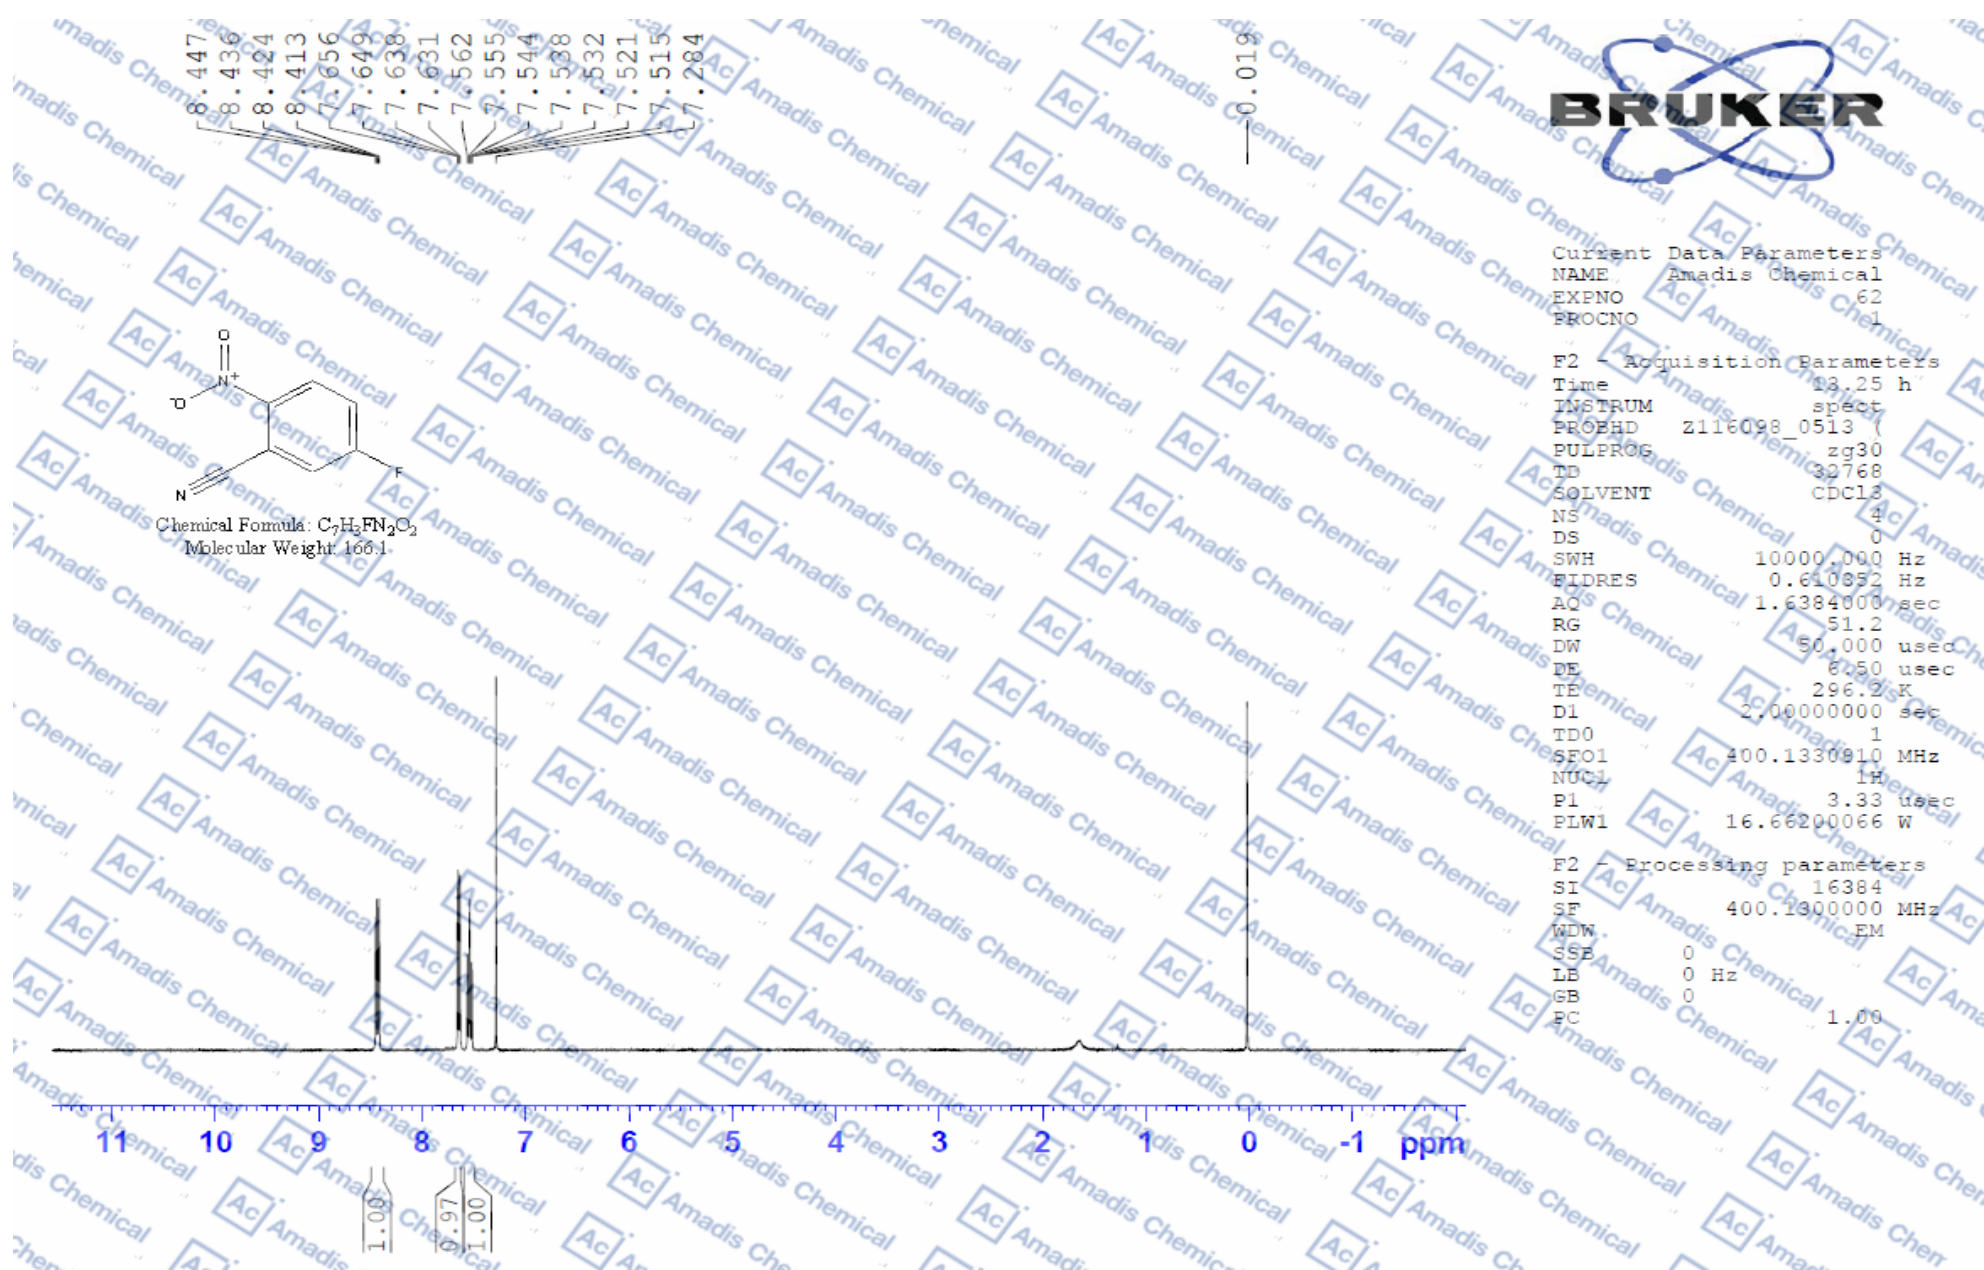 8.447
8.436
8.424
8.413
7.656
7.649
7.638
7.631
7.562
7.555
7.544
7.538
7.532
7.521
7.515
7.284
0.019
BRUKER
Current Data Parameters
NAME Amadis Chemical
EXPNO 62
PROCNO 1
F2 - Acquisition Parameters
Time 13.25 h
INSTRUM spect
PROBHD Z116098_0513 (
PULPROG zg30
TD 32768
SOLVENT CDCl3
NS 4
DS 0
SWH 10000.000 Hz
FIDRES 0.610352 Hz
AQ 1.6384000 sec
RG 51.2
DW 50.000 usec
DE 6.50 usec
TE 296.2 K
D1 2.00000000 sec
TD0 1
SFO1 400.1330910 MHz
NUC1 1H
P1 3.33 usec
PLW1 16.66200066 W
F2 - Processing parameters
SI 16384
SF 400.1300000 MHz
WDW EM
SSB 0
LB 0 Hz
GB 0
PC 1.00
O
N+
-O
F
N
Chemical Formula: C7H3FN2O2
Molecular Weight: 166.1
11 10 9 8 7 6 5 4 3 2 1 0 -1 ppm
1.00
0.97
1.00
Ac Amadis Chemical